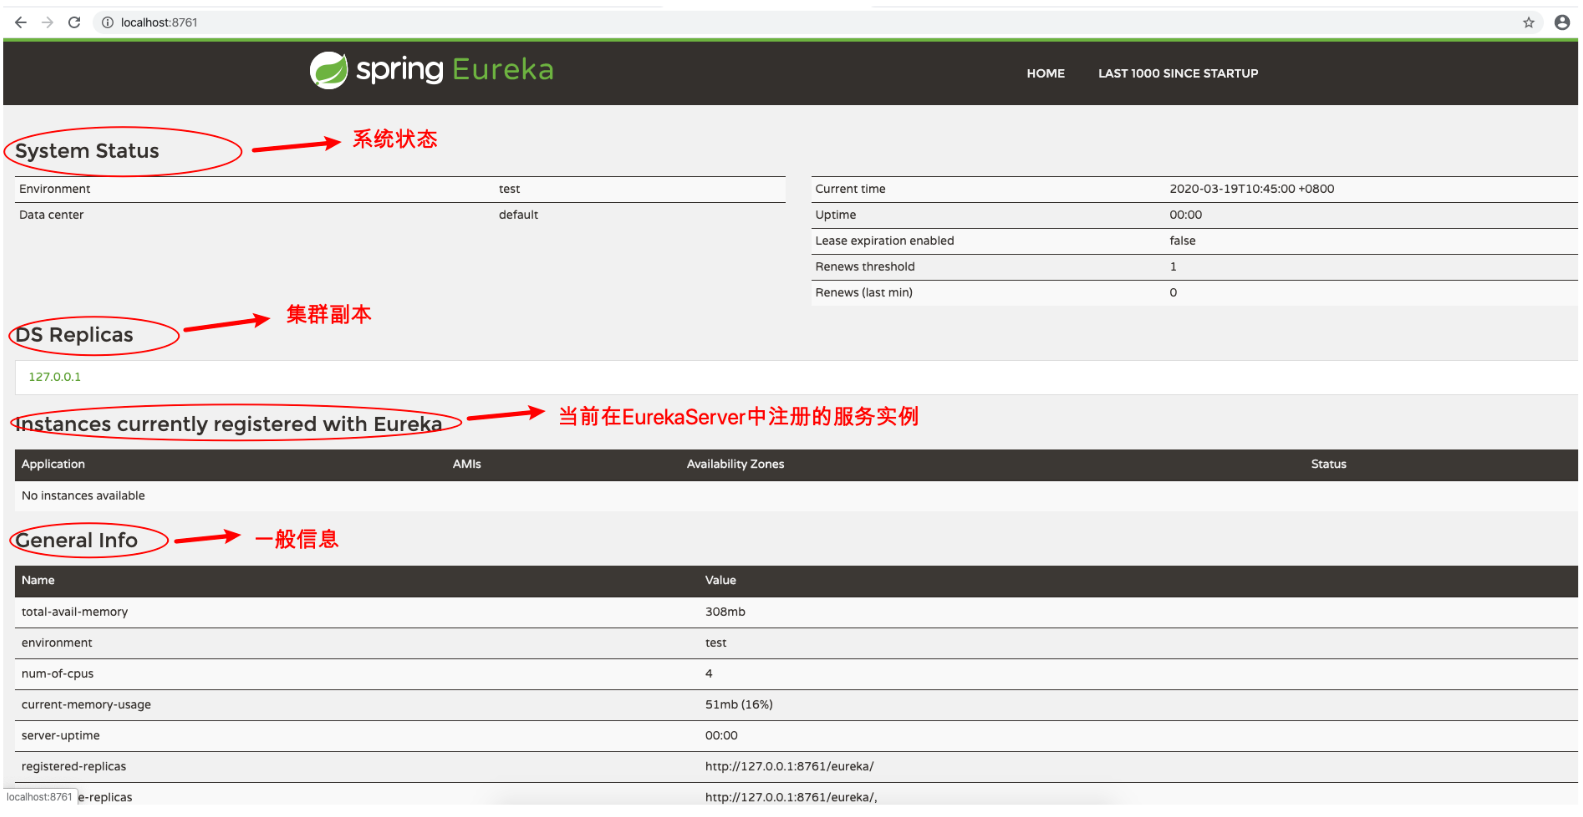 localhost:8761
spring Eureka
HOME LAST 1000 SINCE STARTUP
System Status 系统状态
Environment test
Data center default
Current time 2020-03-19T10:45:00 +0800
Uptime 00:00
Lease expiration enabled false
Renews threshold 1
Renews (last min) 0
DS Replicas 集群副本
127.0.0.1
Instances currently registered with Eureka 当前在EurekaServer中注册的服务实例
Application AMIs Availability Zones Status
No instances available
General Info 一般信息
Name Value
total-avail-memory 308mb
environment test
num-of-cpus 4
current-memory-usage 51mb (16%)
server-uptime 00:00
registered-replicas http://127.0.0.1:8761/eureka/
e-replicas http://127.0.0.1:8761/eureka/,
localhost:8761